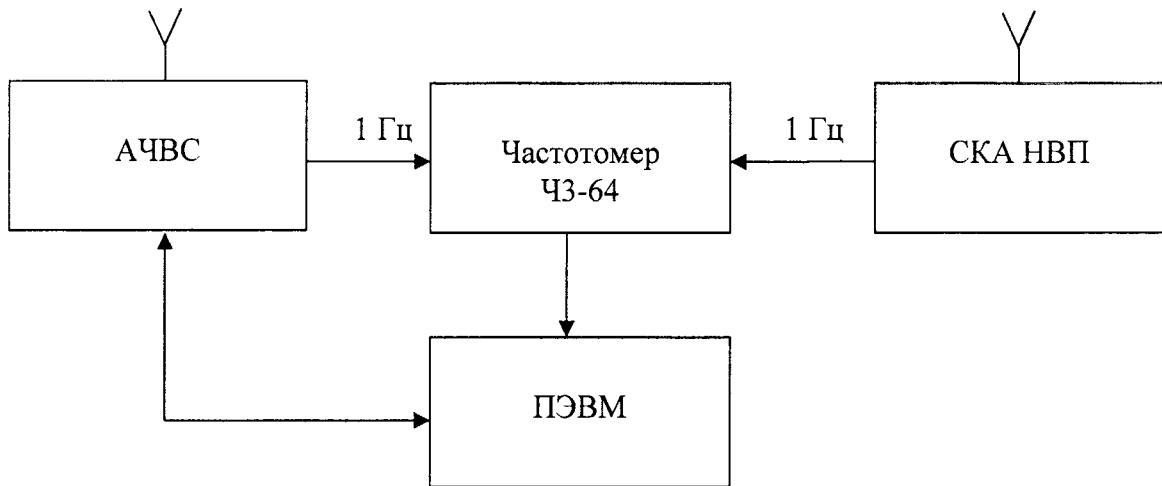 АЧВС
1 Гц
Частотомер
Ч3-64
1 Гц
СКА НВП
ПЭВМ